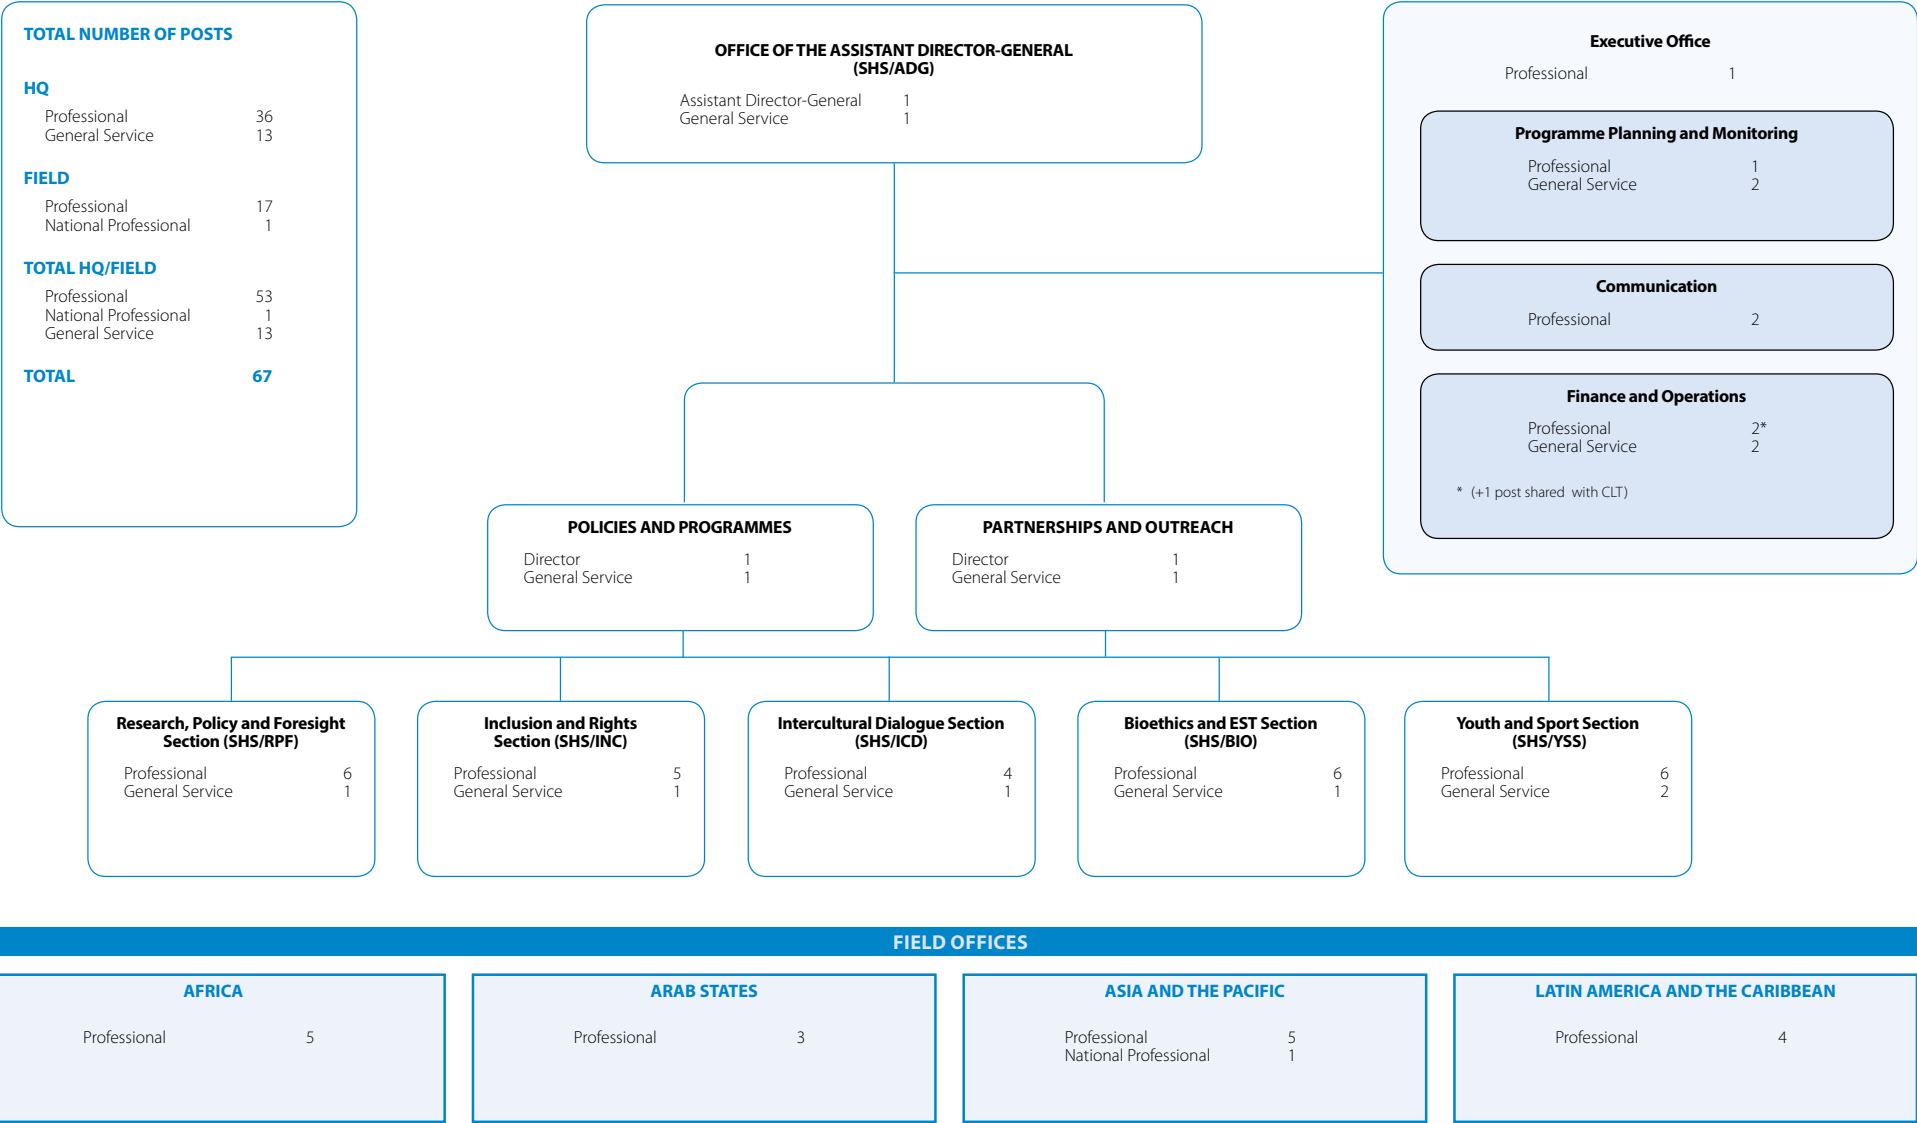 TOTAL NUMBER OF POSTS
HQ
Professional 36
General Service 13
FIELD
Professional 17
National Professional 1
TOTAL HQ/FIELD
Professional 53
National Professional 1
General Service 13
TOTAL 67
OFFICE OF THE ASSISTANT DIRECTOR-GENERAL
(SHS/ADG)
Assistant Director-General 1
General Service 1
Executive Office
Professional 1
Programme Planning and Monitoring
Professional 1
General Service 2
Communication
Professional 2
Finance and Operations
Professional 2*
General Service 2
* (+1 post shared with CLT)
POLICIES AND PROGRAMMES
Director 1
General Service 1
PARTNERSHIPS AND OUTREACH
Director 1
General Service 1
Research, Policy and Foresight
Section (SHS/RPF)
Professional 6
General Service 1
Inclusion and Rights
Section (SHS/INC)
Professional 5
General Service 1
Intercultural Dialogue Section
(SHS/ICD)
Professional 4
General Service 1
Bioethics and EST Section
(SHS/BIO)
Professional 6
General Service 1
Youth and Sport Section
(SHS/YSS)
Professional 6
General Service 2
FIELD OFFICES
AFRICA
Professional 5
ARAB STATES
Professional 3
ASIA AND THE PACIFIC
Professional 5
National Professional 1
LATIN AMERICA AND THE CARIBBEAN
Professional 4